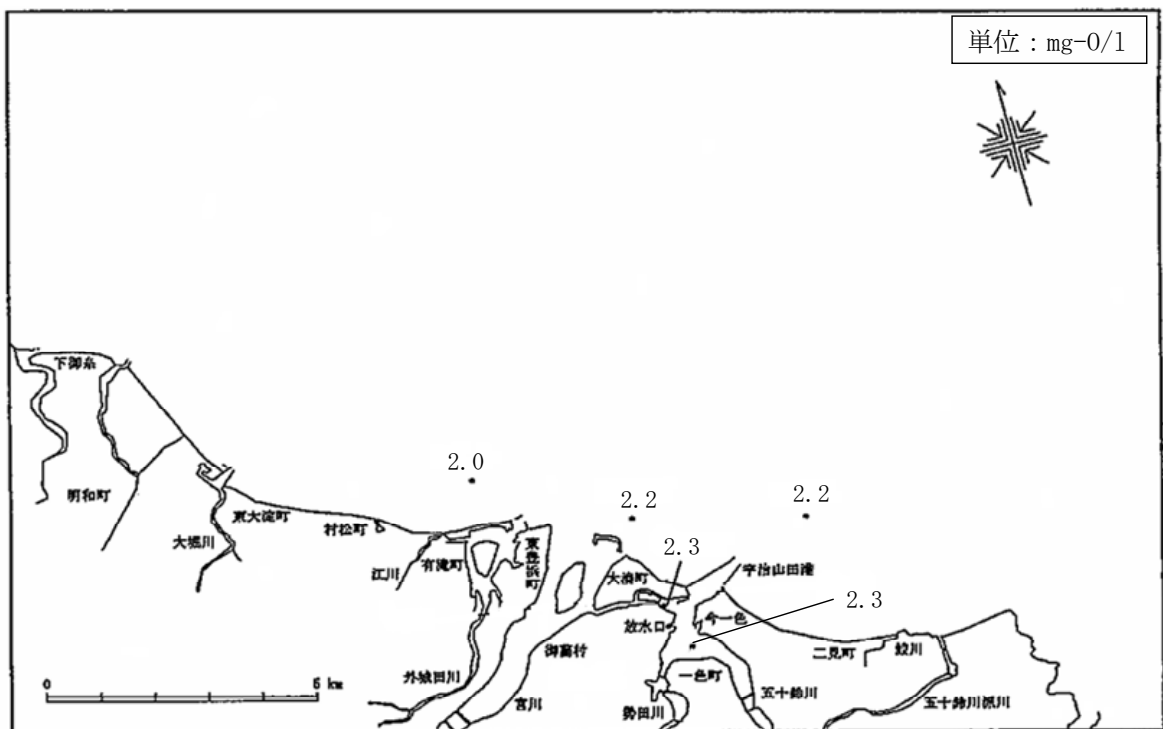 単位：mg-O/l
下御糸
2.0
明和町
2.2
2.2
東大淀町
村松町
大堀川
江川
有滝町
東豊浜町
大湊町
2.3
宇治山田港
2.3
今一色
放水口
御薗村
二見町
鮫川
外城田川
一色町
宮川
五十鈴川
五十鈴川派川
勢田川
0
5 km